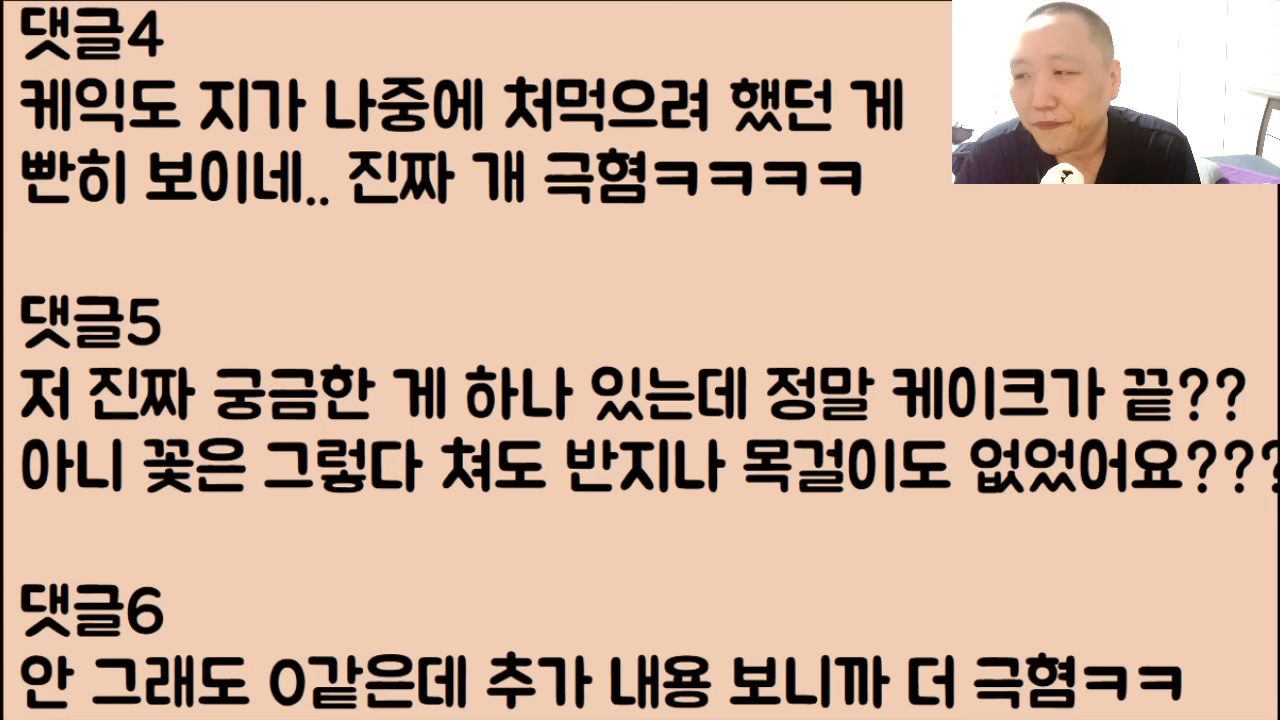 댓글4
케익도 지가 나중에 처먹으려 했던 게
빤히 보이네.. 진짜 개 극혐ㅋㅋㅋㅋ
댓글5
저 진짜 궁금한 게 하나 있는데 정말 케이크가 끝??
아니 꽃은 그렇다 쳐도 반지나 목걸이도 없었어요???
댓글6
안 그래도 0같은데 추가 내용 보니까 더 극혐ㅋㅋ